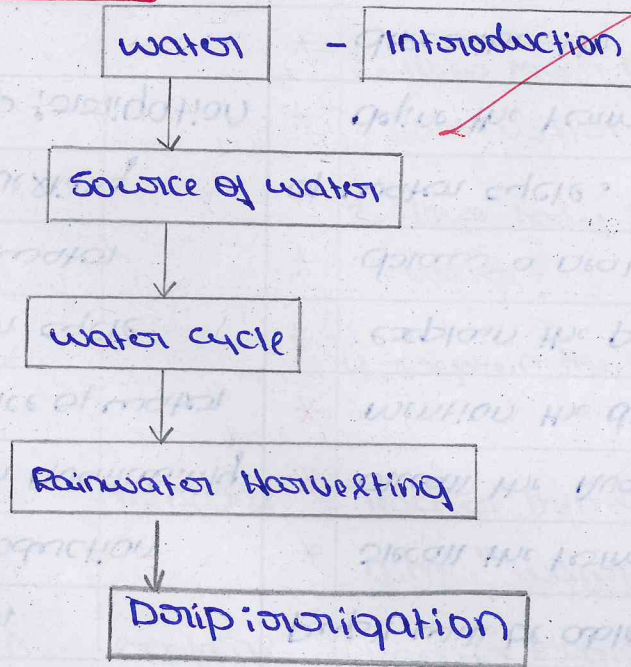 water - Introduction
Source of water
water cycle
Rainwater Harvesting
Drip irrigation